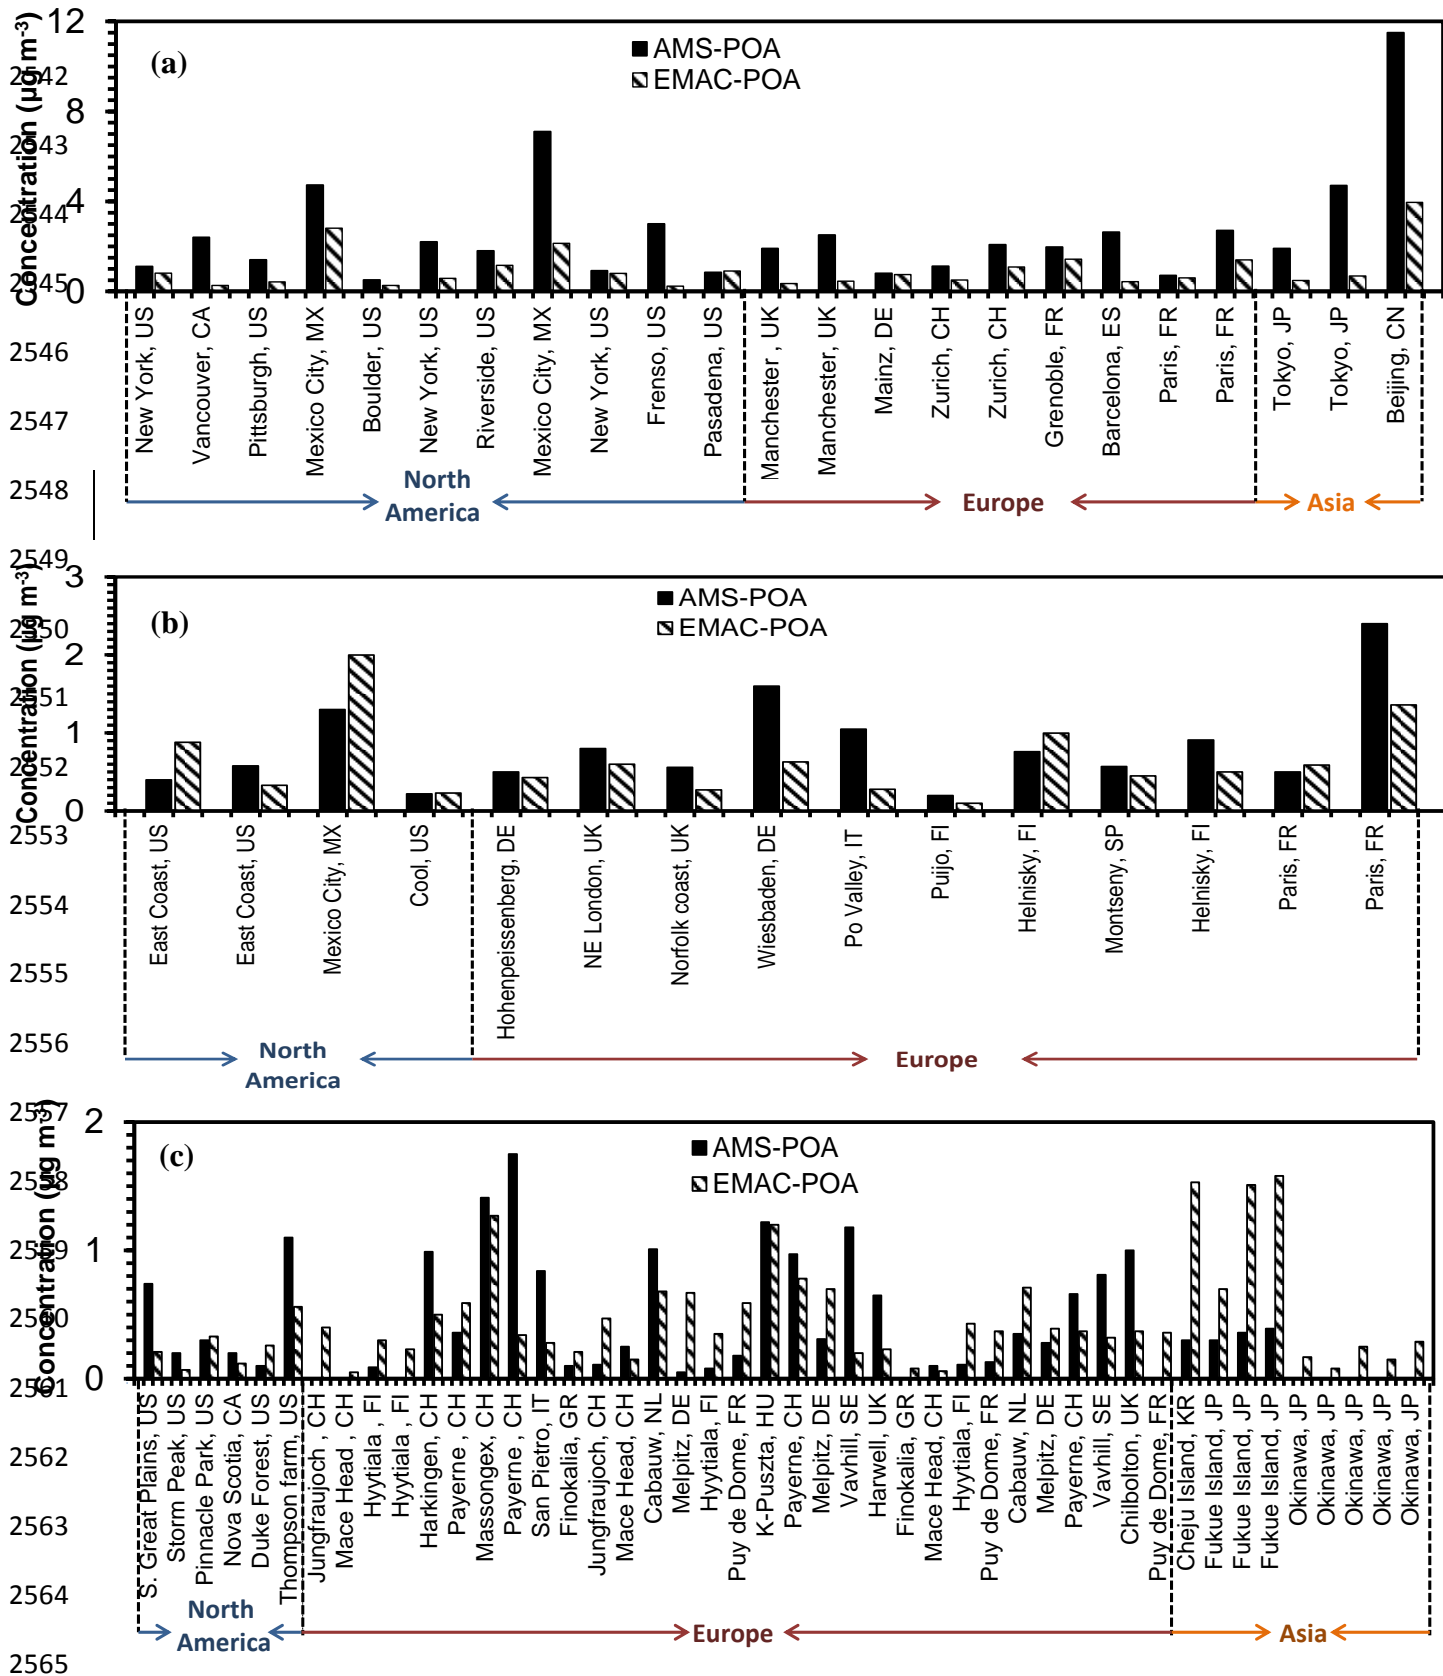 12
(a)
AMS-POA
EMAC-POA
2542
8
2543
Concentration (µg m-3)
4
2544
0
2545
New York, US
Vancouver, CA
Pittsburgh, US
Mexico City, MX
Boulder, US
New York, US
Riverside, US
Mexico City, MX
New York, US
Frenso, US
Pasadena, US
Manchester , UK
Manchester, UK
Mainz, DE
Zurich, CH
Zurich, CH
Grenoble, FR
Barcelona, ES
Paris, FR
Paris, FR
Tokyo, JP
Tokyo, JP
Beijing, CN
2546
2547
2548
North
America
Europe
Asia
2549
3
(b)
AMS-POA
EMAC-POA
2550
2
2551
Concentration (µg m-3)
1
2552
0
2553
East Coast, US
East Coast, US
Mexico City, MX
Cool, US
Hohenpeissenberg, DE
NE London, UK
Norfolk coast, UK
Wiesbaden, DE
Po Valley, IT
Puijo, FI
Helnisky, FI
Montseny, SP
Helnisky, FI
Paris, FR
Paris, FR
2554
2555
2556
North
America
Europe
2557
2
(c)
AMS-POA
EMAC-POA
2558
2559
1
Concentration (µg m-3)
2560
0
2561
S. Great Plains, US
Storm Peak, US
Pinnacle Park, US
Nova Scotia, CA
Duke Forest, US
Thompson farm, US
Jungfraujoch , CH
Mace Head , CH
Hyytiala, FI
Hyytiala, FI
Harkingen, CH
Payerne , CH
Massongex, CH
Payerne , CH
San Pietro, IT
Finokalia, GR
Jungfraujoch, CH
Mace Head, CH
Cabauw, NL
Melpitz, DE
Hyytiala, FI
Puy de Dome, FR
K-Puszta, HU
Payerne, CH
Melpitz, DE
Vavhill, SE
Harwell, UK
Finokalia, GR
Mace Head, CH
Hyytiala, FI
Puy de Dome, FR
Cabauw, NL
Melpitz, DE
Payerne, CH
Vavhill, SE
Chilbolton, UK
Puy de Dome, FR
Cheju Island, KR
Fukue Island, JP
Fukue Island, JP
Fukue Island, JP
Okinawa, JP
Okinawa, JP
Okinawa, JP
Okinawa, JP
Okinawa, JP
2562
2563
2564
North
America
Europe
Asia
2565